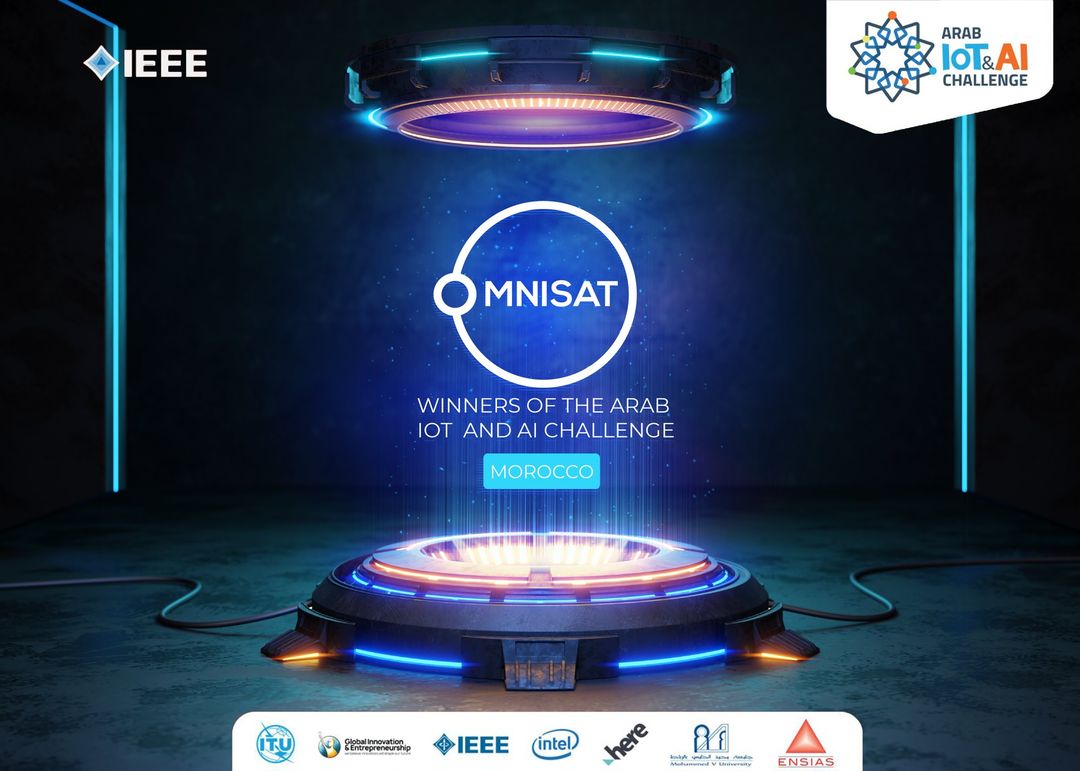 IEEE
ARAB
IoT&AI
CHALLENGE
OMNISAT
WINNERS OF THE ARAB
IOT AND AI CHALLENGE
MOROCCO
ITU
Global Innovation
& Entrepreneurship
IEEE
intel
here
Mohammed V University
ENSIAS